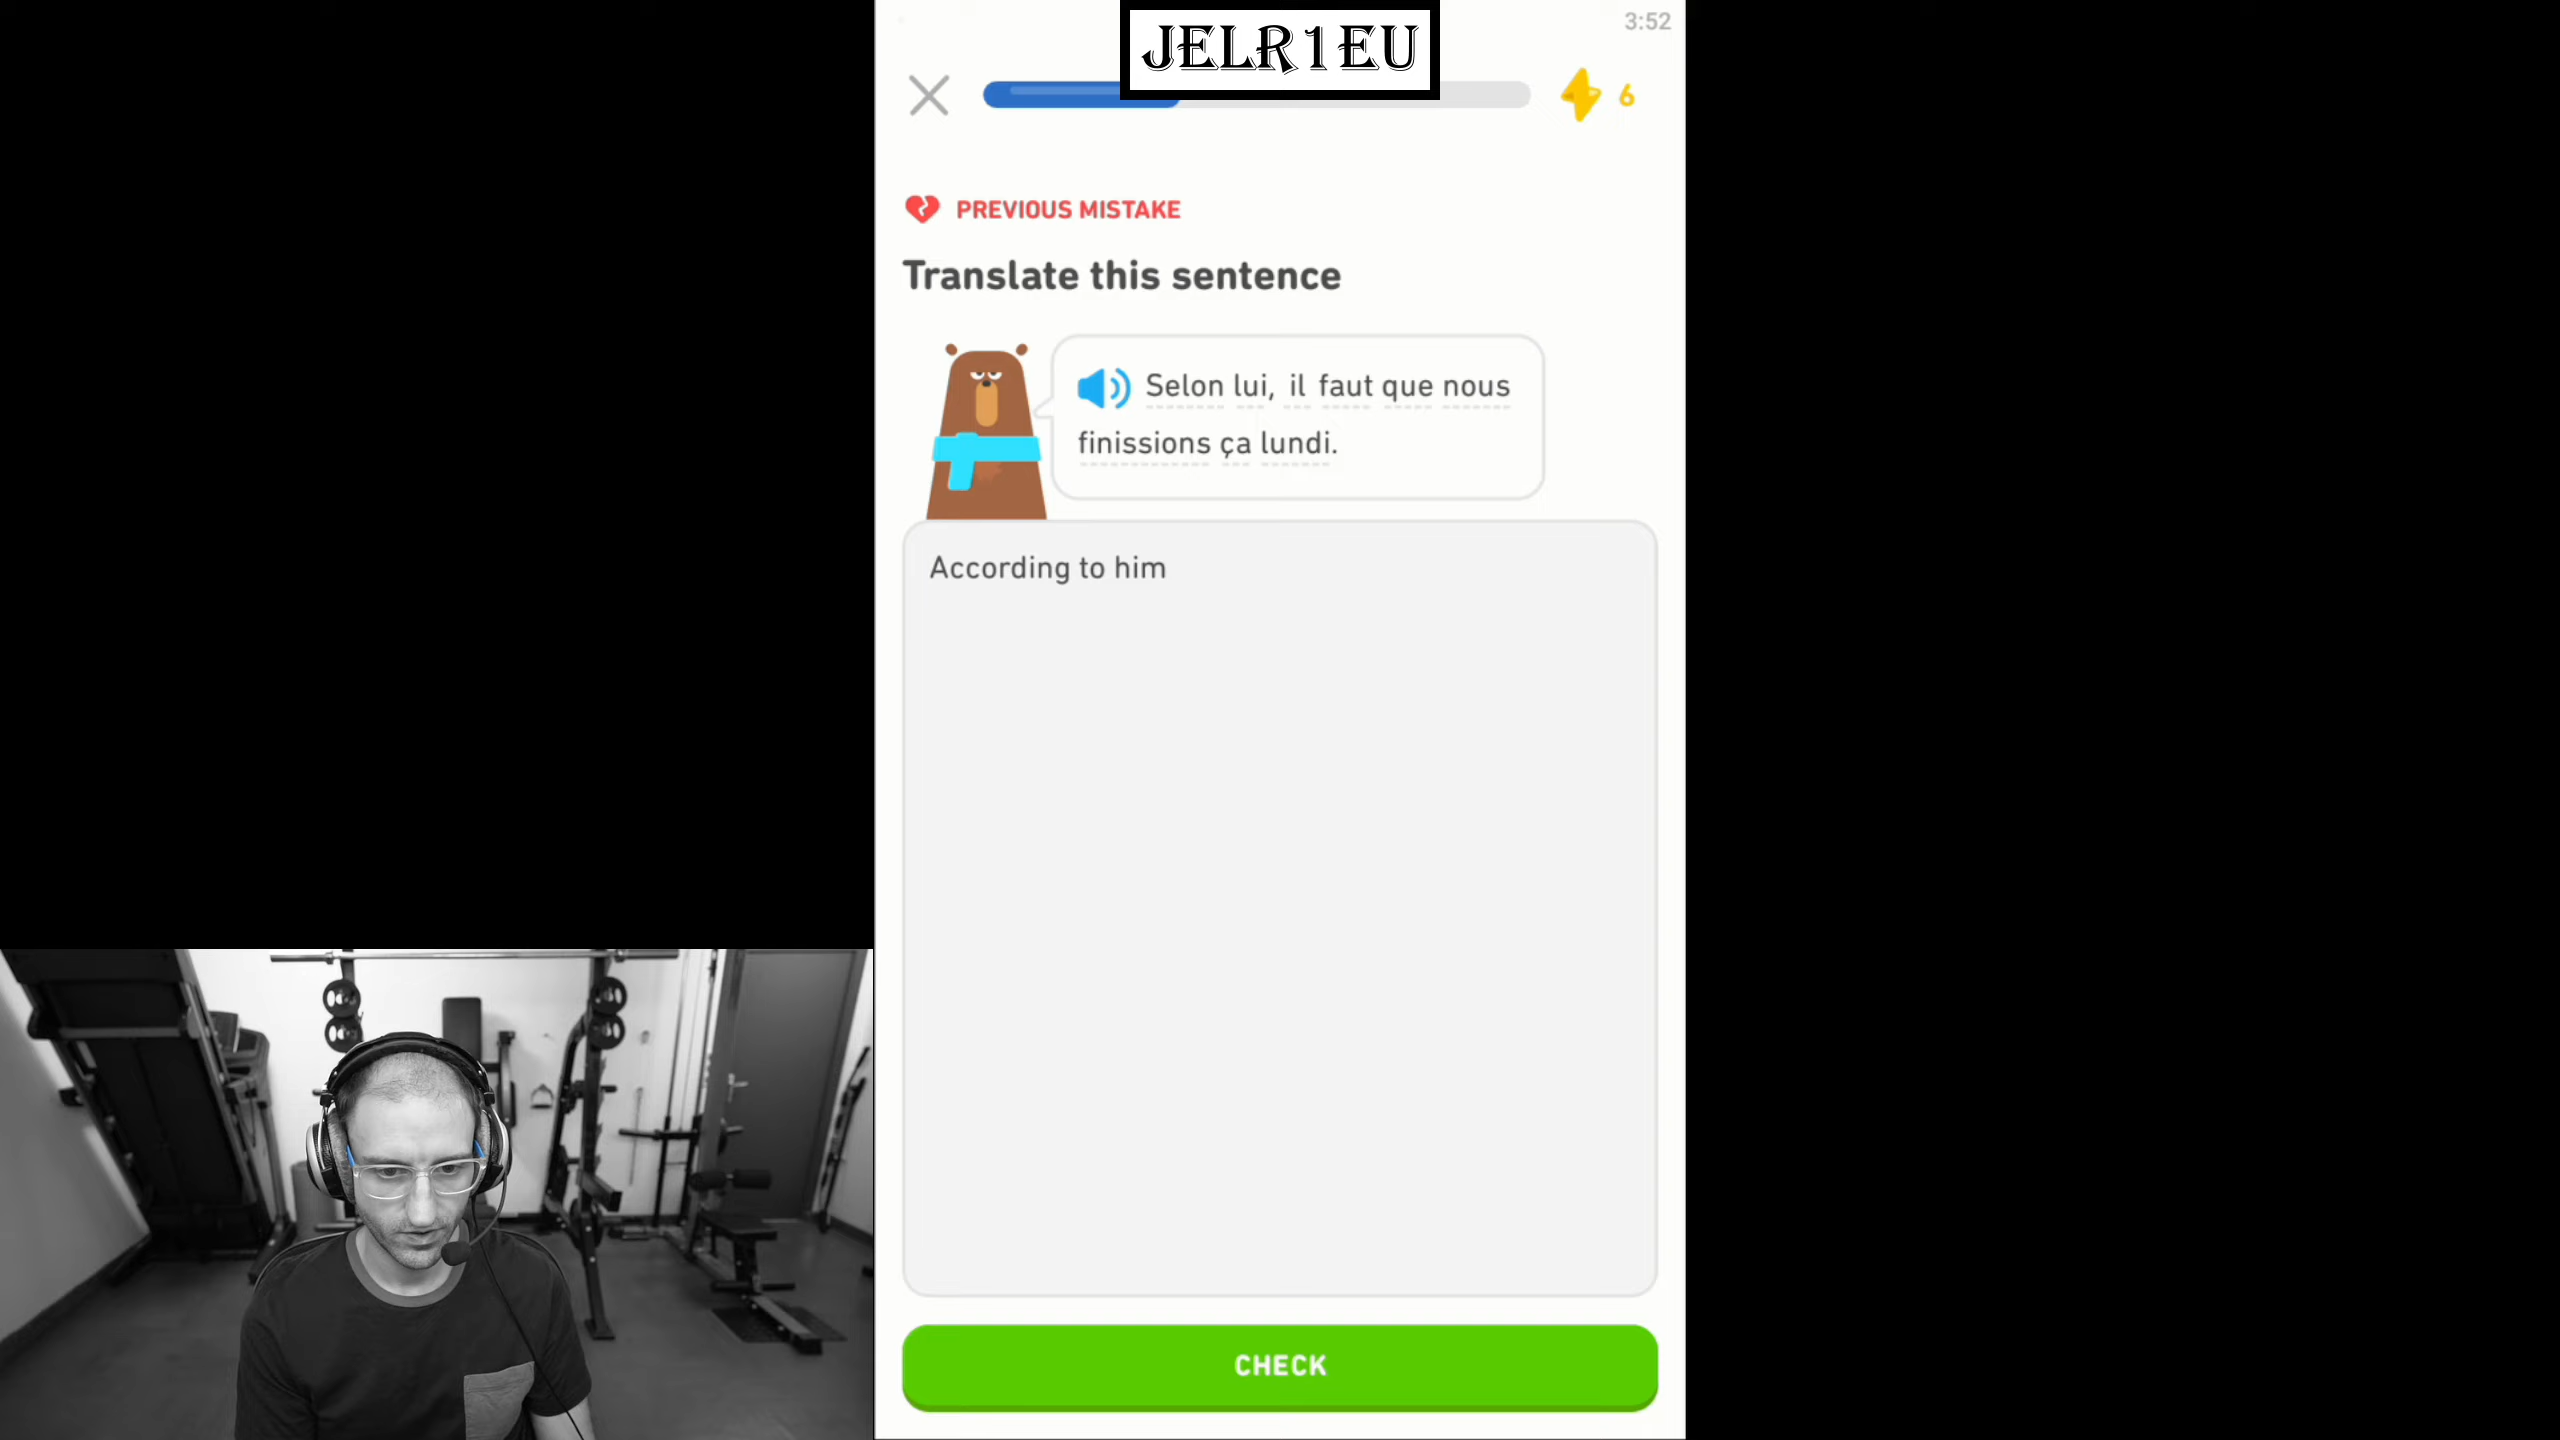 JELR1EU
3:52
6
PREVIOUS MISTAKE
Translate this sentence
Selon lui, il faut que nous
finissions ça lundi.
According to him
CHECK